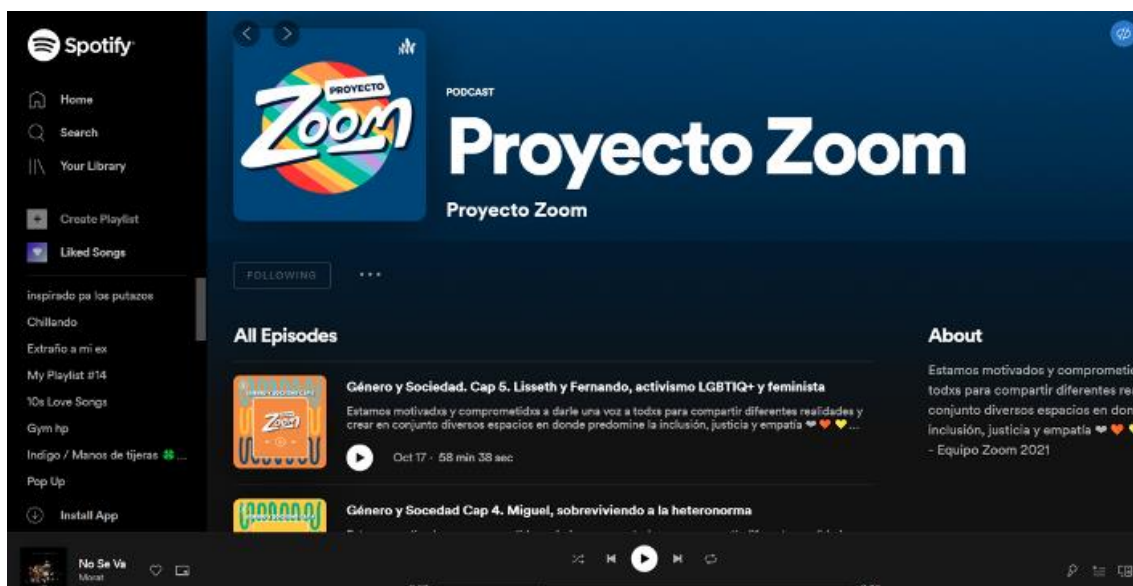 Spotify
Home
Search
Your Library
Create Playlist
Liked Songs
inspirado pa los putazos
Chillando
Extraño a mi ex
My Playlist #14
10s Love Songs
Gym hp
Indigo / Manos de tijeras 🍀...
Pop Up
Install App
No Se Va
Morat
PROYECTO
Zoom
PODCAST
Proyecto Zoom
Proyecto Zoom
FOLLOWING
All Episodes
Género y Sociedad. Cap 5. Lisseth y Fernando, activismo LGBTIQ+ y feminista
Estamos motivadxs y comprometidxs a darle una voz a todxs para compartir diferentes realidades y
crear en conjunto diversos espacios en donde predomine la inclusión, justicia y empatía ❤🧡💛...
Oct 17 · 58 min 38 sec
Zoom
Género y Socedad Cap 4. Miguel, sobreviviendo a la heteronorma
About
Estamos motivados y comprometid
todxs para compartir diferentes re
conjunto diversos espacios en don
inclusión, justicia y empatía ❤🧡💛
- Equipo Zoom 2021